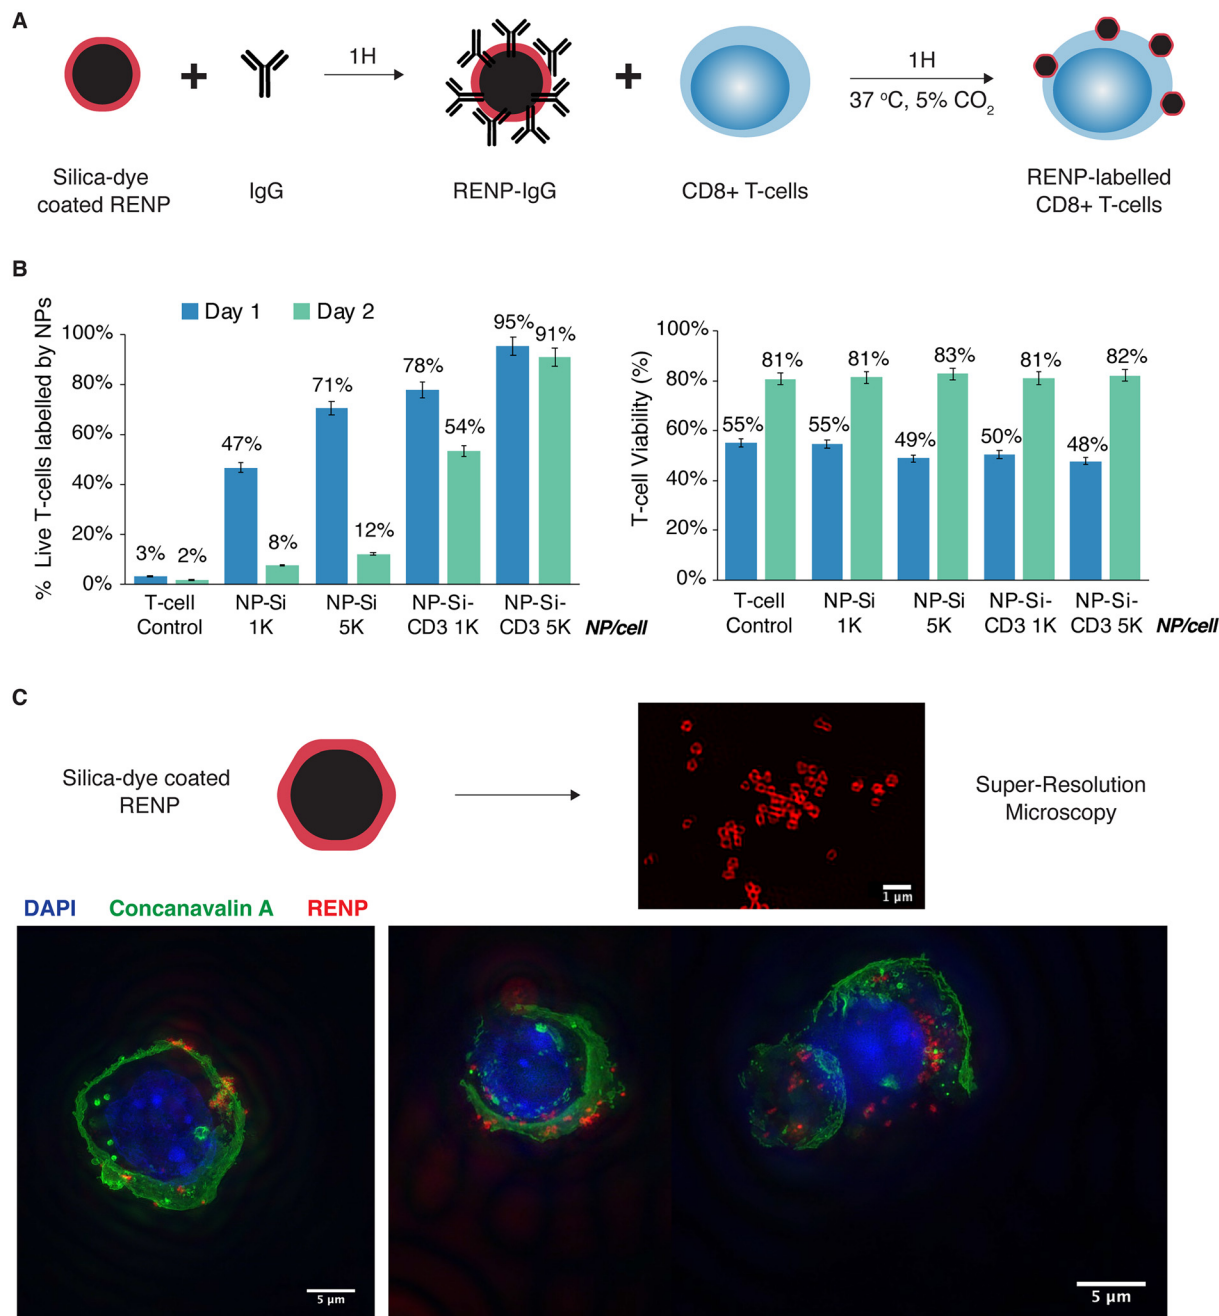 A
1H
1H
37 ºC, 5% CO2
Silica-dye
coated RENP
IgG
RENP-IgG
CD8+ T-cells
RENP-labelled
CD8+ T-cells
B
% Live T-cells labelled by NPs
Day 1
Day 2
100%
80%
60%
40%
20%
0%
3%
2%
47%
8%
71%
12%
78%
54%
95%
91%
T-cell
Control
NP-Si
1K
NP-Si
5K
NP-Si-
CD3 1K
NP-Si-
CD3 5K
NP/cell
T-cell Viability (%)
100%
80%
60%
40%
20%
0%
55%
81%
55%
81%
49%
83%
50%
81%
48%
82%
T-cell
Control
NP-Si
1K
NP-Si
5K
NP-Si-
CD3 1K
NP-Si-
CD3 5K
NP/cell
C
Silica-dye coated
RENP
1 µm
Super-Resolution
Microscopy
DAPI Concanavalin A RENP
5 µm
5 µm